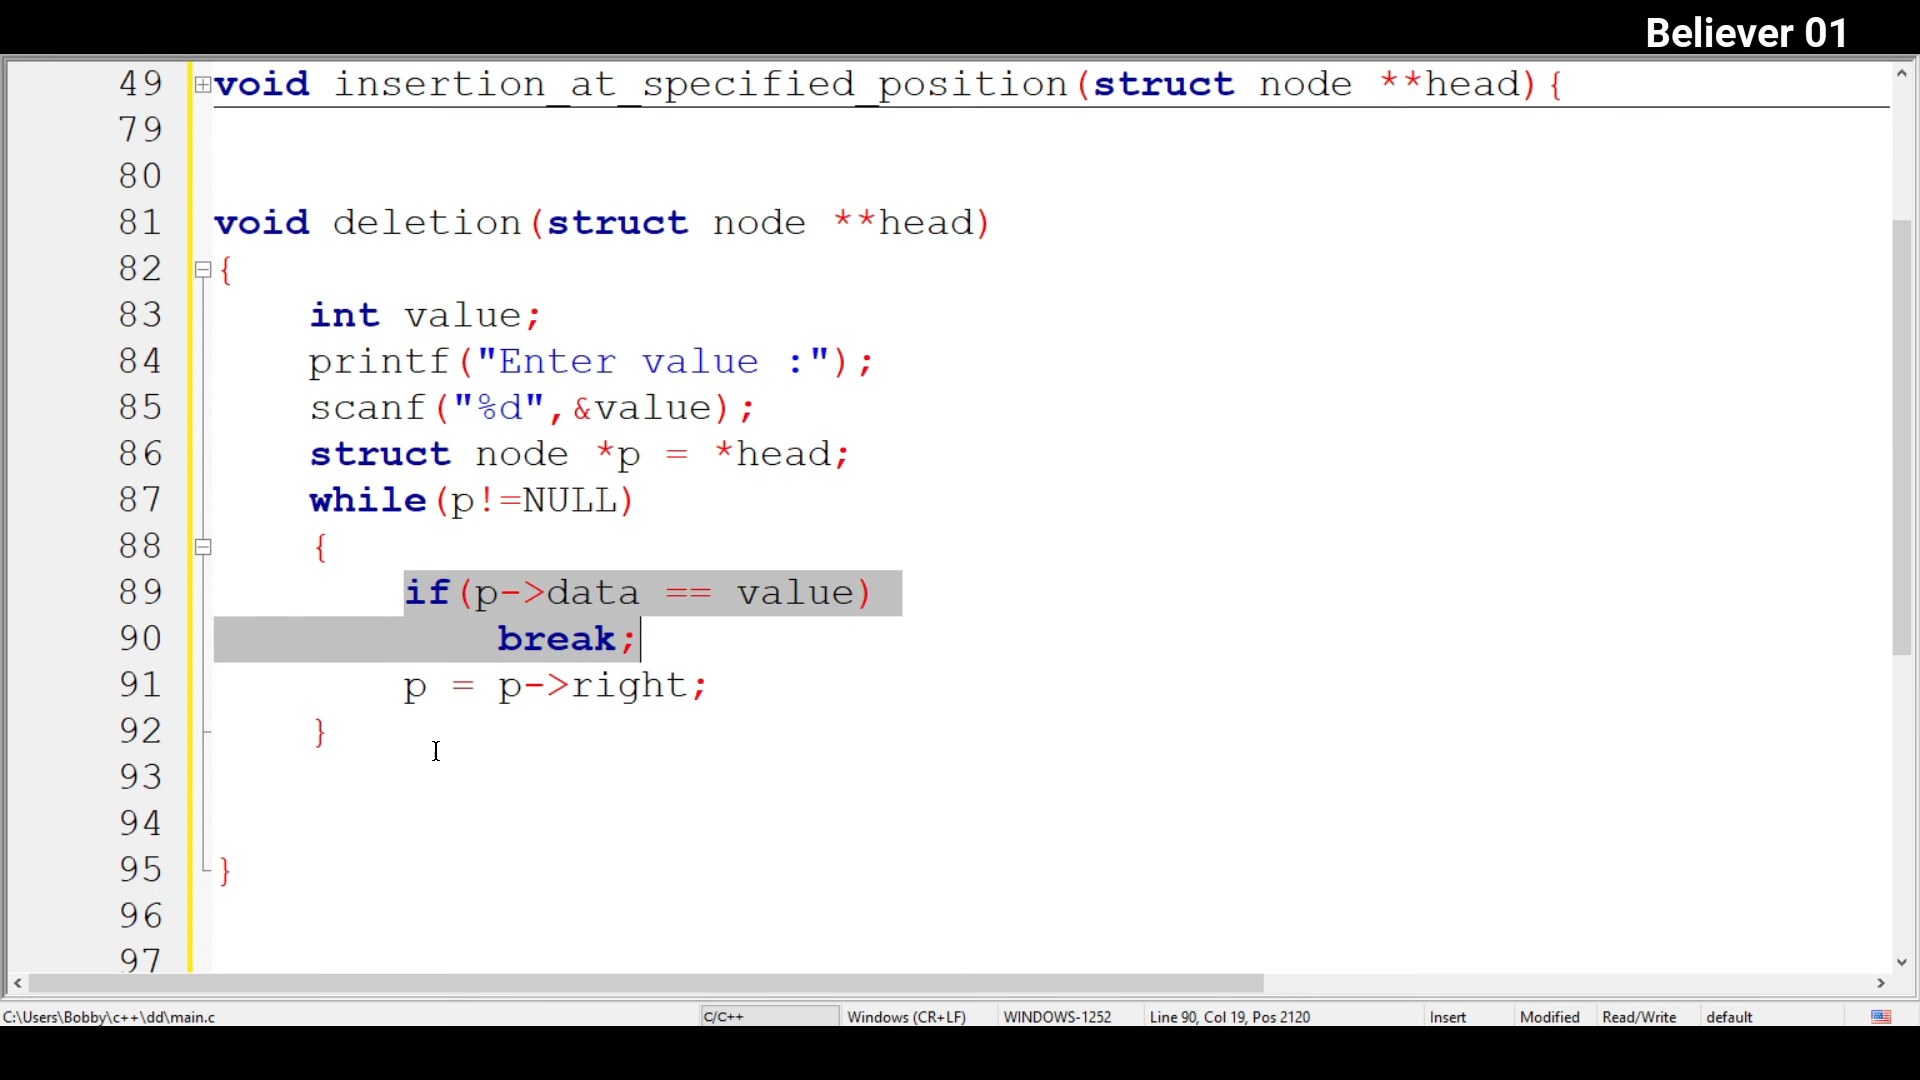 Believer 01
49 void insertion_at_specified_position(struct node **head){
79
80
81 void deletion(struct node **head)
82 {
83 int value;
84 printf("Enter value :");
85 scanf("%d",&value);
86 struct node *p = *head;
87 while(p!=NULL)
88 {
89 if(p->data == value)
90 break;
91 p = p->right;
92 }
93
94
95 }
96
97
C:\Users\Bobby\c++\dd\main.c C/C++ Windows (CR+LF) WINDOWS-1252 Line 90, Col 19, Pos 2120 Insert Modified Read/Write default